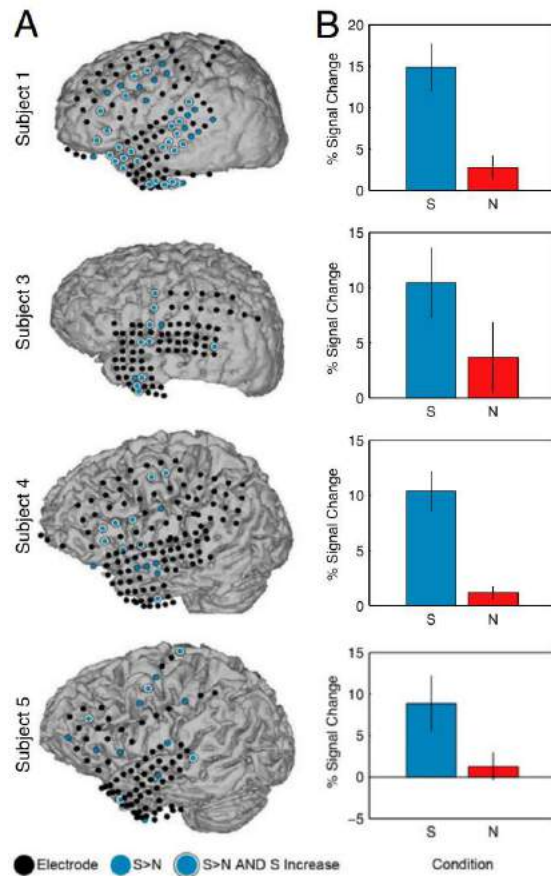 A
B
Subject 1
% Signal Change
20
15
10
5
0
S
N
Subject 3
% Signal Change
15
10
5
0
S
N
Subject 4
% Signal Change
15
10
5
0
S
N
Subject 5
% Signal Change
15
10
5
0
−5
S
N
Electrode
S>N
S>N AND S Increase
Condition